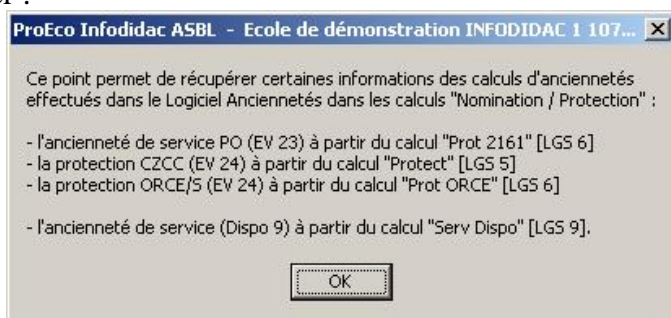 ProEco Infodidac ASBL - Ecole de démonstration INFODIDAC 1 107...
Ce point permet de récupérer certaines informations des calculs d'anciennetés
effectués dans le Logiciel Anciennetés dans les calculs "Nomination / Protection" :
- l'ancienneté de service PO (EV 23) à partir du calcul "Prot 2161" [LGS 6]
- la protection CZCC (EV 24) à partir du calcul "Protect" [LGS 5]
- la protection ORCE/S (EV 24) à partir du calcul "Prot ORCE" [LGS 6]
- l'ancienneté de service (Dispo 9) à partir du calcul "Serv Dispo" [LGS 9].
OK